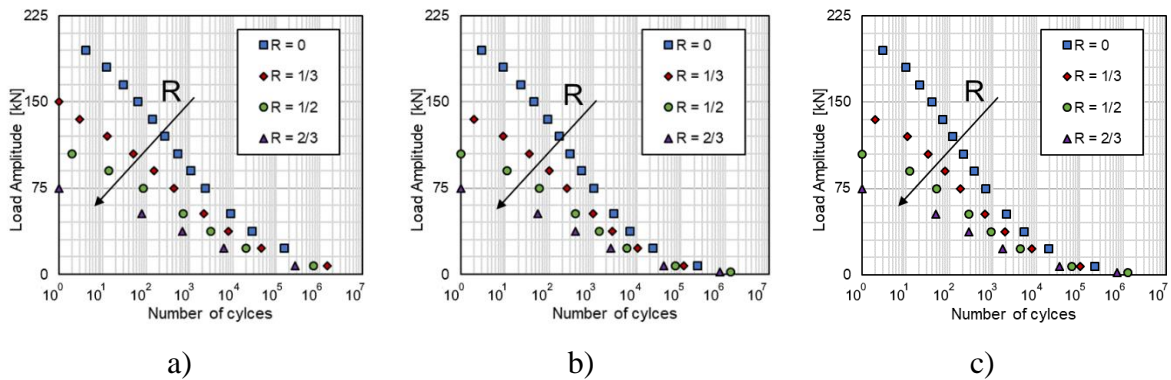 225
150
75
0
Load Amplitude [kN]
R = 0
R = 1/3
R = 1/2
R = 2/3
R
10^0 10^1 10^2 10^3 10^4 10^5 10^6 10^7
Number of cylces
a)
225
150
75
0
Load Amplitude [kN]
R = 0
R = 1/3
R = 1/2
R = 2/3
R
10^0 10^1 10^2 10^3 10^4 10^5 10^6 10^7
Number of cylces
b)
225
150
75
0
Load Amplitude [kN]
R = 0
R = 1/3
R = 1/2
R = 2/3
R
10^0 10^1 10^2 10^3 10^4 10^5 10^6 10^7
Number of cylces
c)